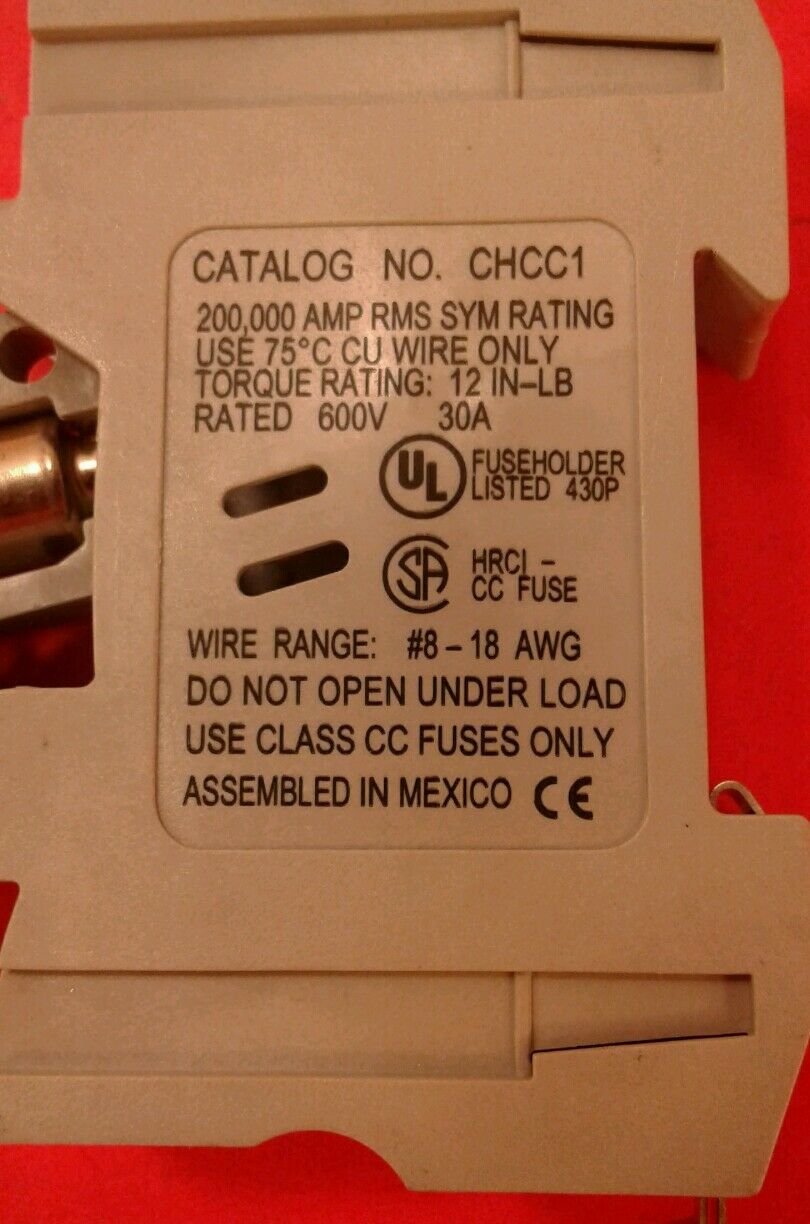 CATALOG NO. CHCC1
200,000 AMP RMS SYM RATING
USE 75°C CU WIRE ONLY
TORQUE RATING: 12 IN–LB
RATED 600V 30A
UL FUSEHOLDER
LISTED 430P
SA HRCI –
CC FUSE
WIRE RANGE: #8 – 18 AWG
DO NOT OPEN UNDER LOAD
USE CLASS CC FUSES ONLY
ASSEMBLED IN MEXICO CE